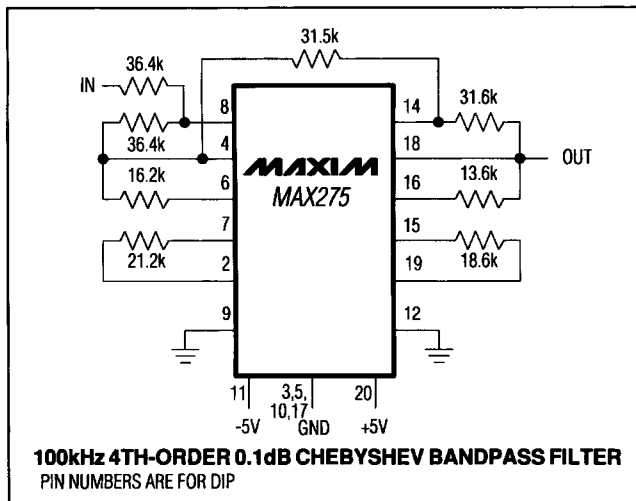 31.5k
36.4k
IN
36.4k
8
14
31.6k
4
18
OUT
MAXIM
MAX275
16.2k
6
16
13.6k
7
15
21.2k
2
19
18.6k
9
12
11
3,5,
10,17
20
-5V
GND
+5V
100kHz 4TH-ORDER 0.1dB CHEBYSHEV BANDPASS FILTER
PIN NUMBERS ARE FOR DIP